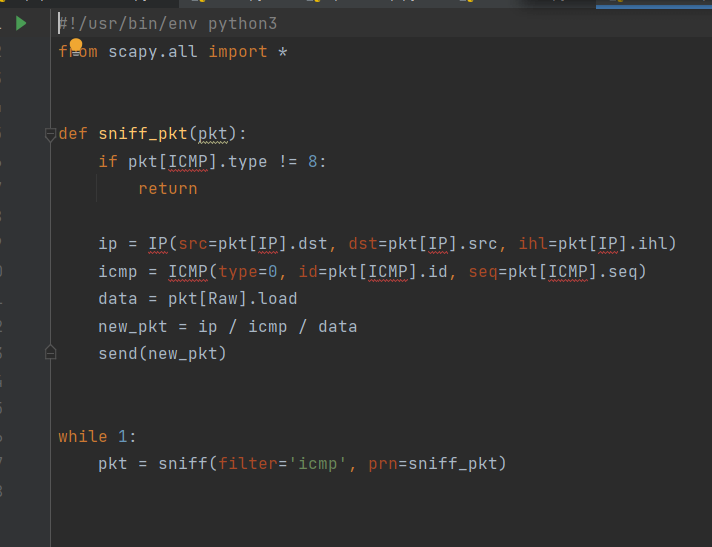 #!/usr/bin/env python3
from scapy.all import *
def sniff_pkt(pkt):
if pkt[ICMP].type != 8:
return
ip = IP(src=pkt[IP].dst, dst=pkt[IP].src, ihl=pkt[IP].ihl)
icmp = ICMP(type=0, id=pkt[ICMP].id, seq=pkt[ICMP].seq)
data = pkt[Raw].load
new_pkt = ip / icmp / data
send(new_pkt)
while 1:
pkt = sniff(filter='icmp', prn=sniff_pkt)